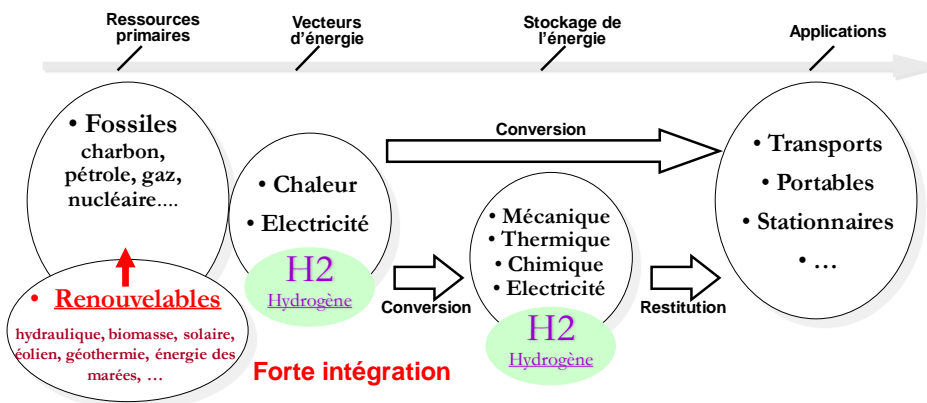 Ressources
primaires
Vecteurs
d'énergie
Stockage de
l'énergie
Applications
• Fossiles
charbon,
pétrole, gaz,
nucléaire....
• Renouvelables
hydraulique, biomasse, solaire,
éolien, géothermie, énergie des
marées, ...
• Chaleur
• Electricité
H2
Hydrogène
Forte intégration
Conversion
Conversion
• Mécanique
• Thermique
• Chimique
• Electricité
H2
Hydrogène
Restitution
• Transports
• Portables
• Stationnaires
• ...